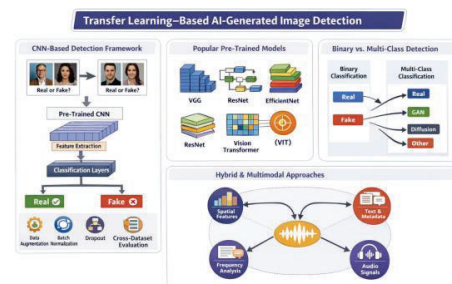 Transfer Learning–Based AI-Generated Image Detection
CNN-Based Detection Framework
Real or Fake?
Real or Fake?
Pre-Trained CNN
Feature Extraction
Classification Layers
Real
Fake
Data
Augmentation
Batch
Normalization
Dropout
Cross-Dataset
Evaluation
Popular Pre-Trained Models
VGG
ResNet
EfficientNet
ResNet
Vision
Transformer
(VIT)
Binary vs. Multi-Class Detection
Binary
Classification
Multi-Class
Classification
Real
Fake
Real
GAN
Diffusion
Other
Hybrid & Multimodal Approaches
Spatial
Features
Text &
Metadata
Frequency
Analysis
Audio
Signals